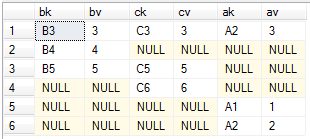 bk bv ck cv ak av
1 B3 3 C3 3 A2 3
2 B4 4 NULL NULL NULL NULL
3 B5 5 C5 5 NULL NULL
4 NULL NULL C6 6 NULL NULL
5 NULL NULL NULL NULL A1 1
6 NULL NULL NULL NULL A2 2